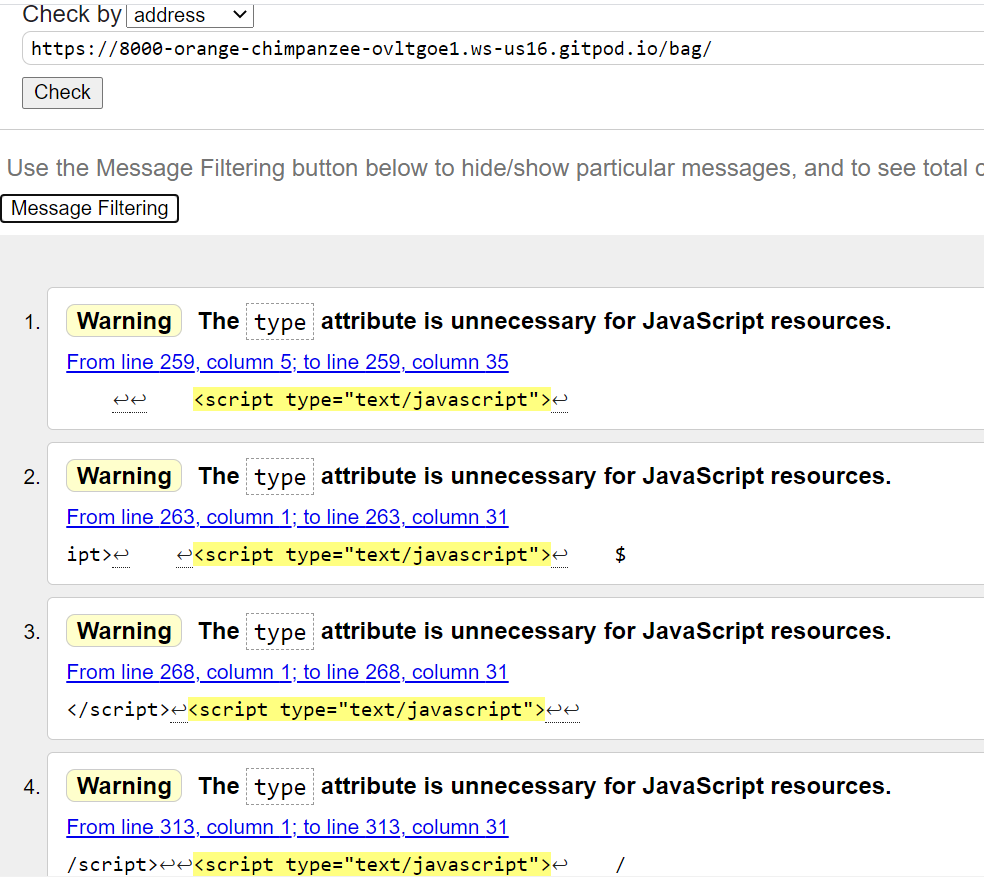 Check by address
https://8000-orange-chimpanzee-ovltgoe1.ws-us16.gitpod.io/bag/
Check
Use the Message Filtering button below to hide/show particular messages, and to see total
Message Filtering
1. Warning The type attribute is unnecessary for JavaScript resources.
From line 259, column 5; to line 259, column 35
↩↩ <script type="text/javascript">↩
2. Warning The type attribute is unnecessary for JavaScript resources.
From line 263, column 1; to line 263, column 31
ipt>↩ ↩<script type="text/javascript">↩ $
3. Warning The type attribute is unnecessary for JavaScript resources.
From line 268, column 1; to line 268, column 31
</script>↩<script type="text/javascript">↩↩
4. Warning The type attribute is unnecessary for JavaScript resources.
From line 313, column 1; to line 313, column 31
/script>↩↩<script type="text/javascript">↩ /